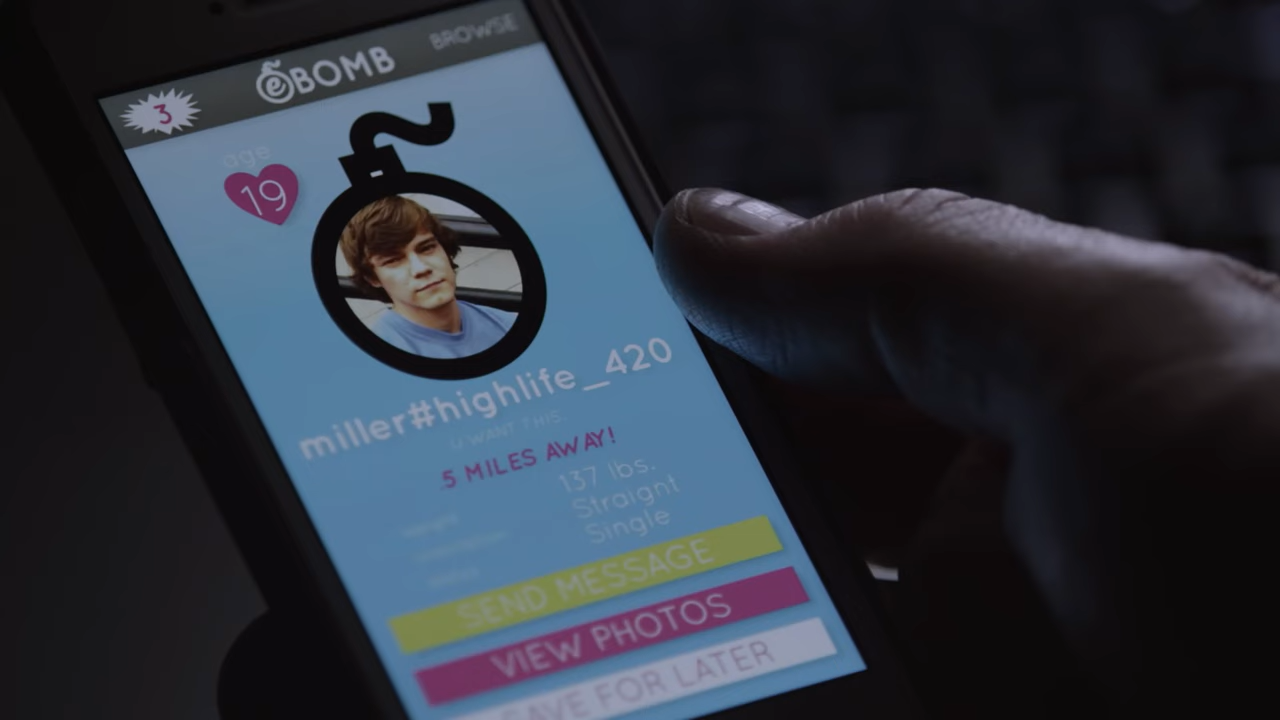 BROWSE
ēBOMB
3
age
19
miller#highlife_420
U WANT THIS.
.5 MILES AWAY!
137 lbs.
Straight
Single
SEND MESSAGE
VIEW PHOTOS
SAVE FOR LATER